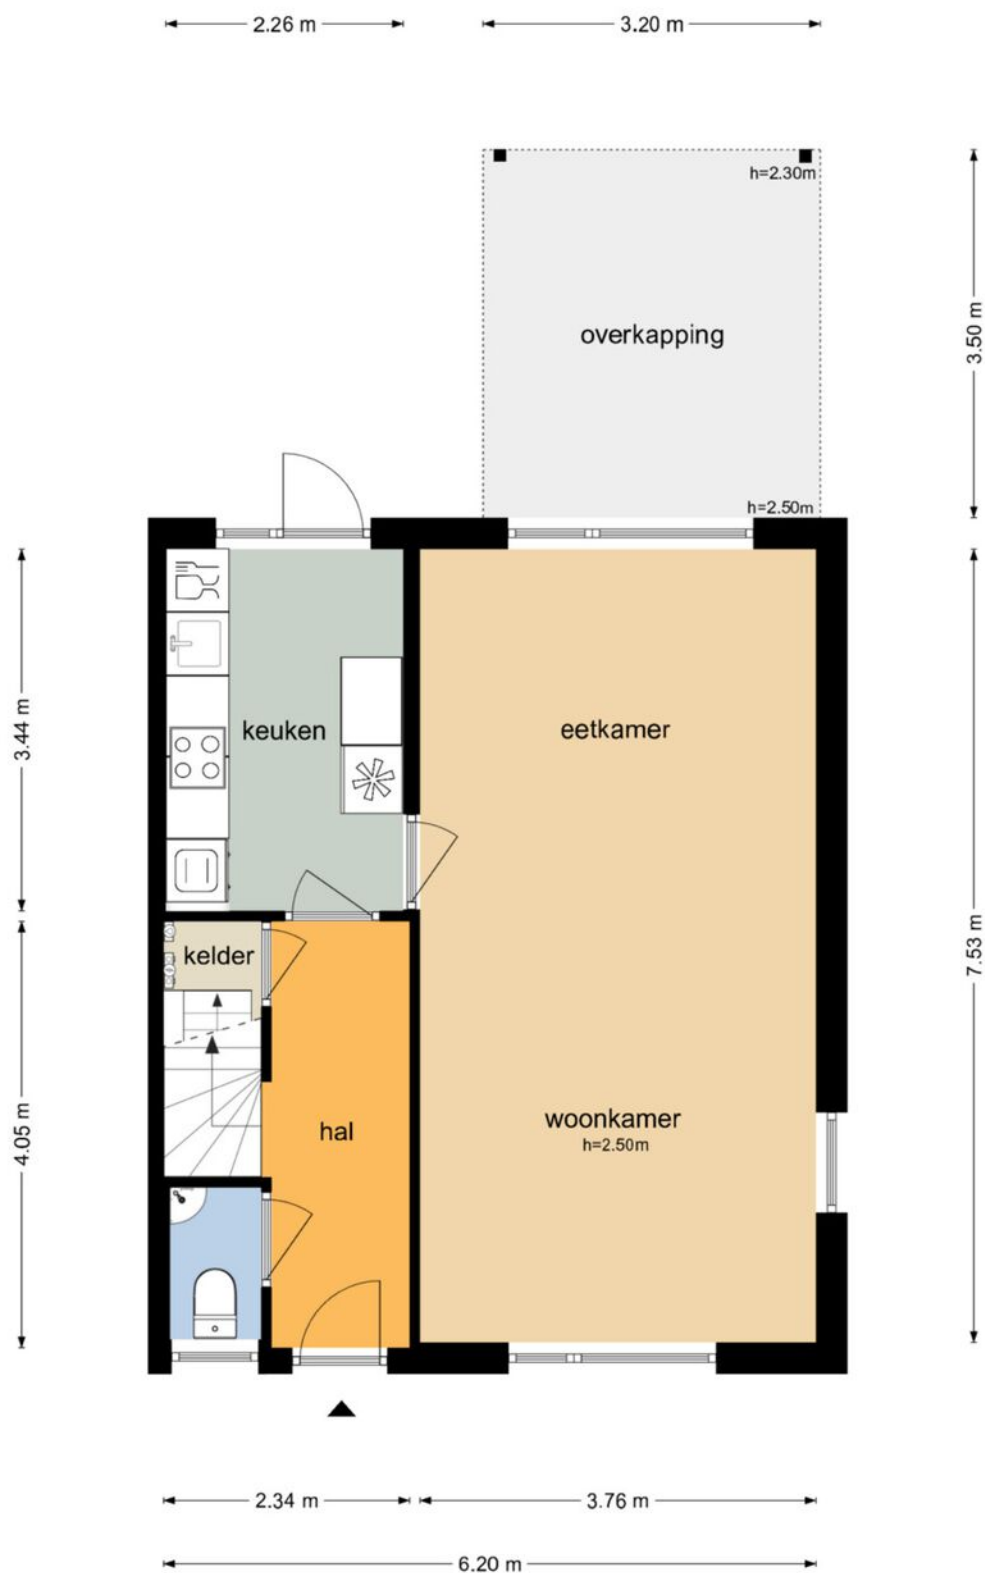 2.26 m
3.20 m
h=2.30m
overkapping
3.50 m
h=2.50m
keuken
eetkamer
3.44 m
7.53 m
kelder
woonkamer
h=2.50m
hal
4.05 m
2.34 m
3.76 m
6.20 m